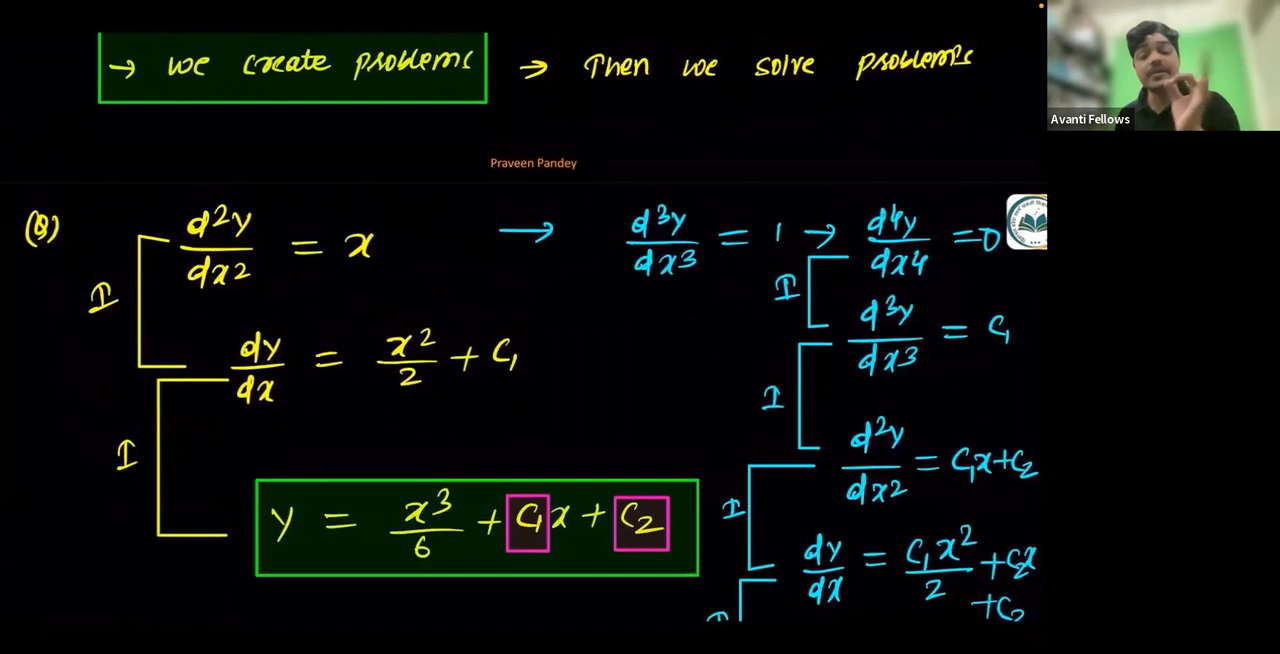 → we create problems → Then we solve problems
Avanti Fellows
Praveen Pandey
(Q) d²y/dx2 = x → d³y/dx3 = 1 → d⁴y/dx4 = 0
I
I d³y/dx3 = C₁
dy/dx = x²/2 + C₁
I
I d²y/dx2 = C₁x+C₂
y = x³/6 + C₁x + C₂
I
dy/dx = C₁x²/2 + C₂x
+C₃
I